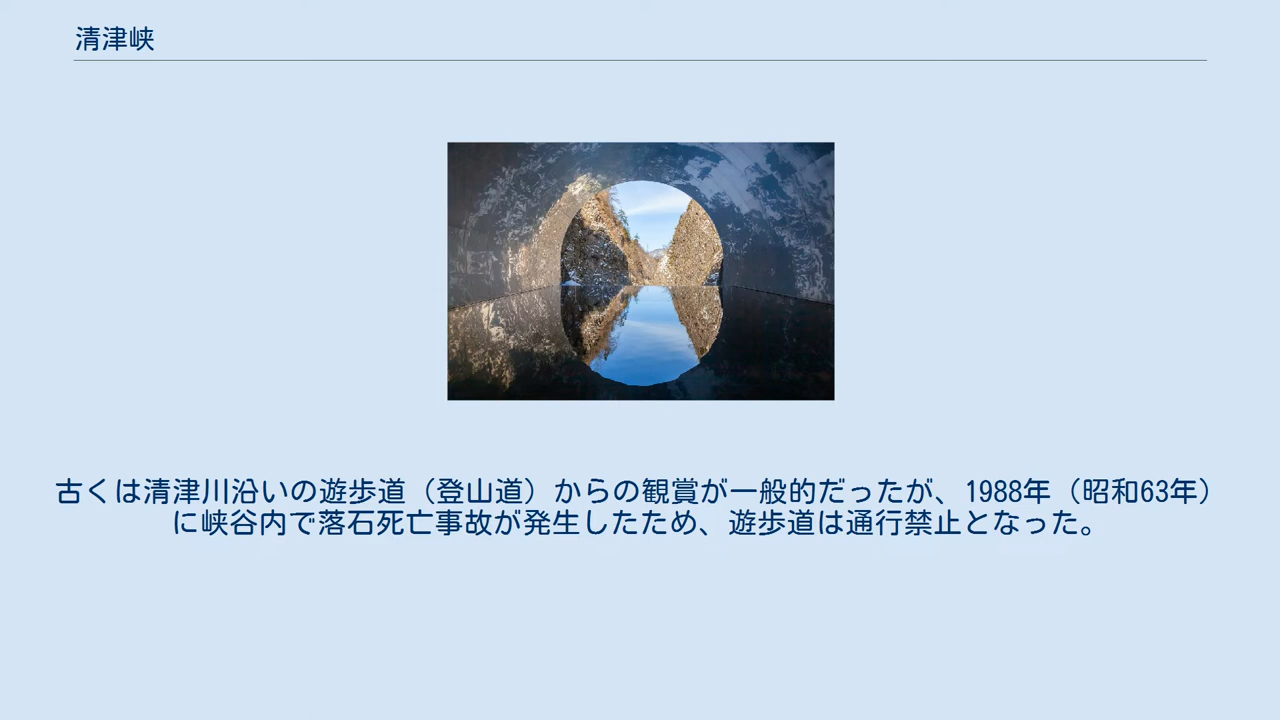 清津峡
古くは清津川沿いの遊歩道（登山道）からの観賞が一般的だったが、1988年（昭和63年）
に峡谷内で落石死亡事故が発生したため、遊歩道は通行禁止となった。